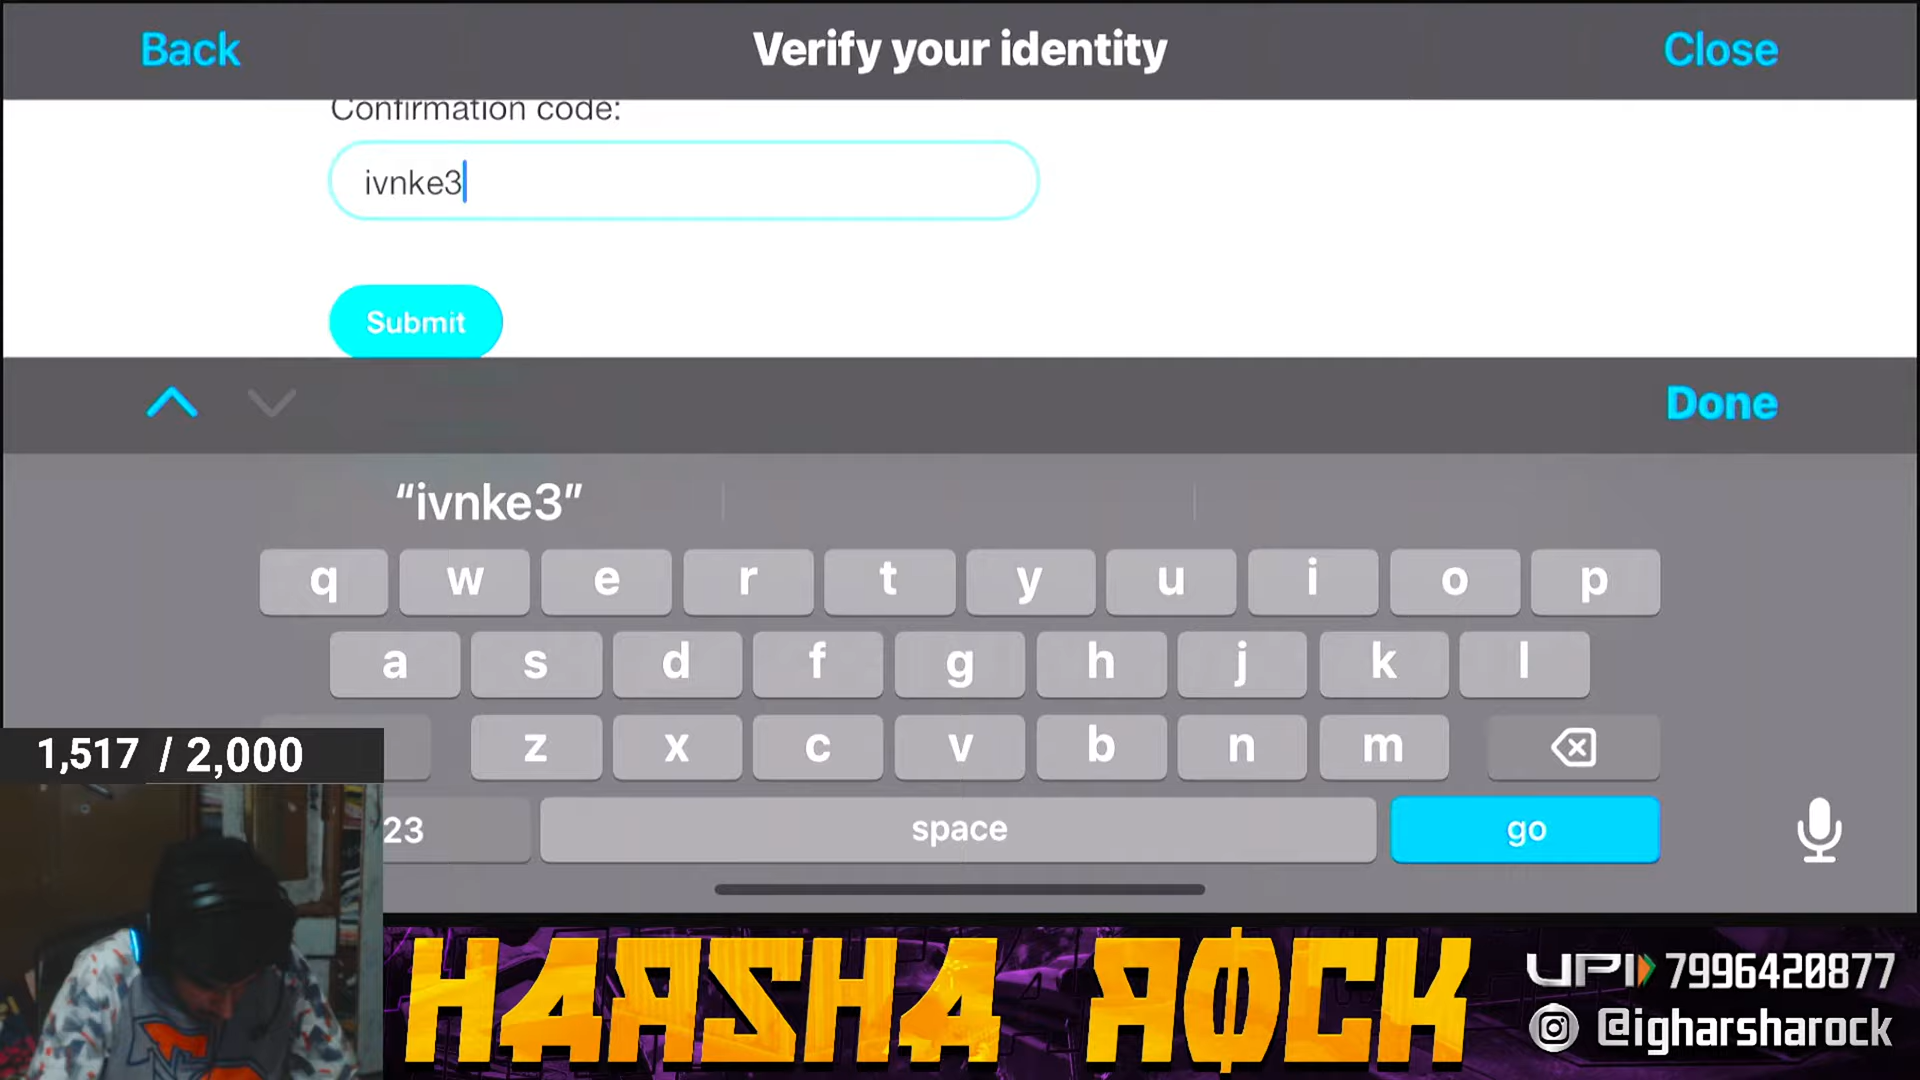 Back
Verify your identity
Close
Confirmation code:
ivnke3
Submit
Done
“ivnke3”
q w e r t y u i o p
a s d f g h j k l
z x c v b n m
1,517 / 2,000
23
space
go
HARSHA RØCK
UPI 7996420877
@igharsharock